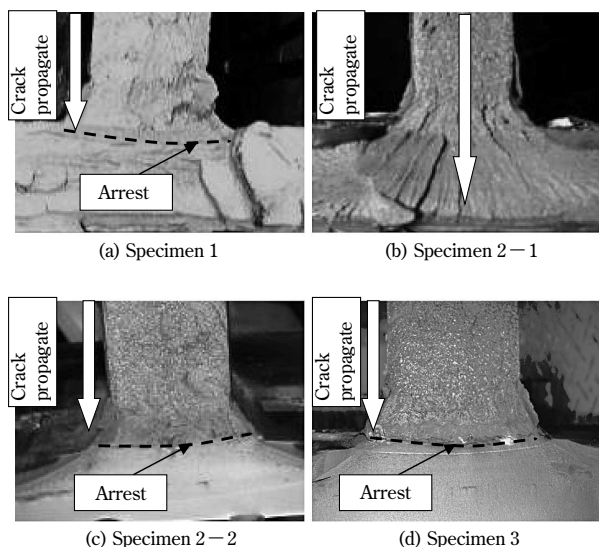 Crack
propagate
Arrest
(a) Specimen 1
Crack
propagate
(b) Specimen 2－1
Crack
propagate
Arrest
(c) Specimen 2－2
Crack
propagate
Arrest
(d) Specimen 3